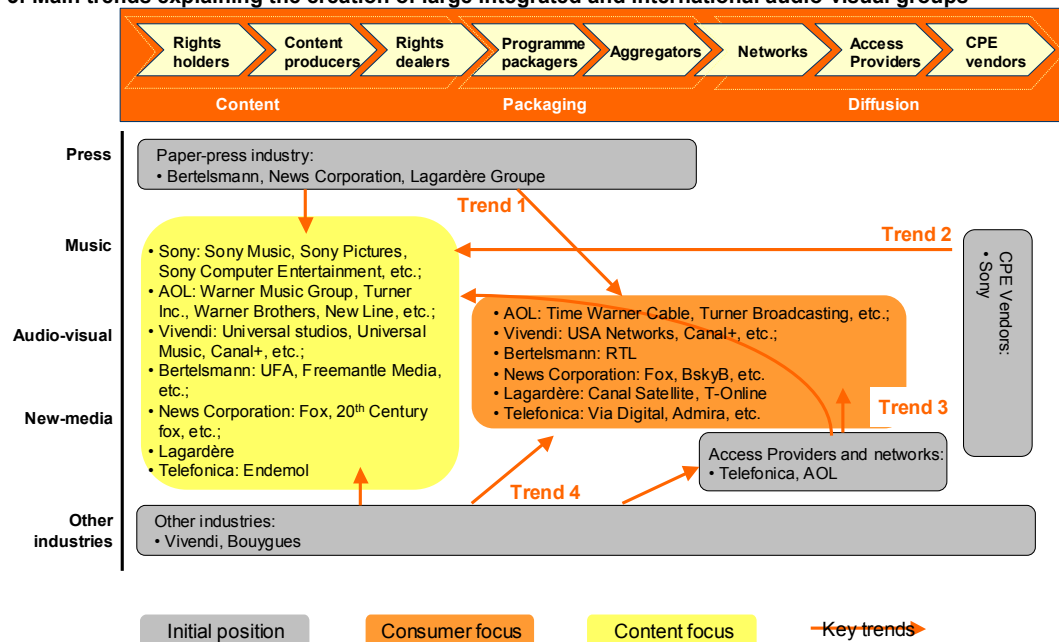 Rights
holders
Content
producers
Rights
dealers
Programme
packagers
Aggregators
Networks
Access
Providers
CPE
vendors
Content
Packaging
Diffusion
Press
Paper-press industry:
• Bertelsmann, News Corporation, Lagardère Groupe
Trend 1
Music
Trend 2
• Sony: Sony Music, Sony Pictures,
Sony Computer Entertainment, etc.;
• AOL: Warner Music Group, Turner
Inc., Warner Brothers, New Line, etc.;
• Vivendi: Universal studios, Universal
Music, Canal+, etc.;
• Bertelsmann: UFA, Freemantle Media,
etc.;
• News Corporation: Fox, 20th Century
fox, etc.;
• Lagardère
• Telefonica: Endemol
CPE Vendors:
• Sony
Audio-visual
• AOL: Time Warner Cable, Turner Broadcasting, etc.;
• Vivendi: USA Networks, Canal+, etc.;
• Bertelsmann: RTL
• News Corporation: Fox, BskyB, etc.
• Lagardère: Canal Satellite, T-Online
• Telefonica: Via Digital, Admira, etc.
New-media
Trend 3
Access Providers and networks:
• Telefonica, AOL
Trend 4
Other
industries
Other industries:
• Vivendi, Bouygues
Initial position
Consumer focus
Content focus
Key trends